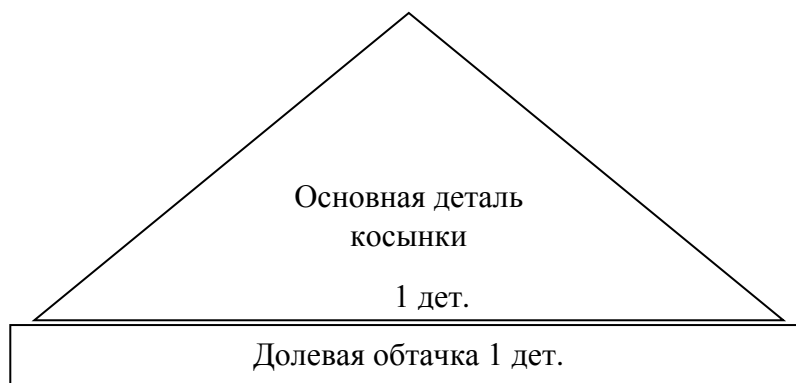 Основная деталь
косынки
1 дет.
Долевая обтачка 1 дет.